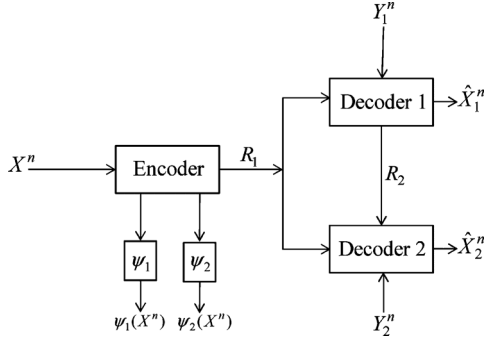 Y₁ⁿ
Decoder 1
X̂₁ⁿ
Xⁿ
Encoder
R₁
R₂
Decoder 2
X̂₂ⁿ
ψ₁
ψ₂
ψ₁(Xⁿ)
ψ₂(Xⁿ)
Y₂ⁿ